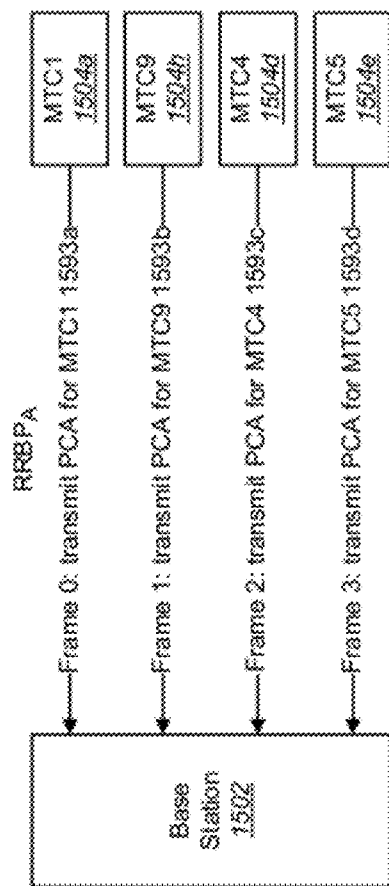 RRBP_A
Base
Station
1502
Frame 0: transmit PCA for MTC1 1593a
MTC1
1504a
Frame 1: transmit PCA for MTC9 1593b
MTC9
1504h
Frame 2: transmit PCA for MTC4 1593c
MTC4
1504d
Frame 3: transmit PCA for MTC5 1593d
MTC5
1504e